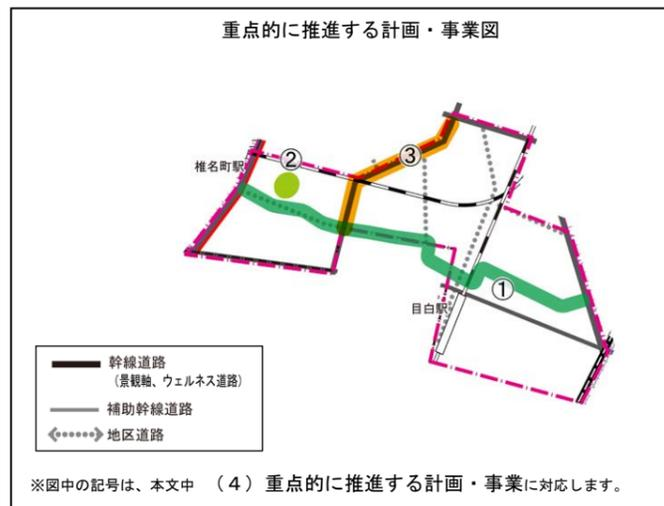 重点的に推進する計画・事業図
③
②
椎名町駅
①
目白駅
幹線道路
(景観軸、ウェルネス道路)
補助幹線道路
地区道路
※図中の記号は、本文中 (4)重点的に推進する計画・事業に対応します。